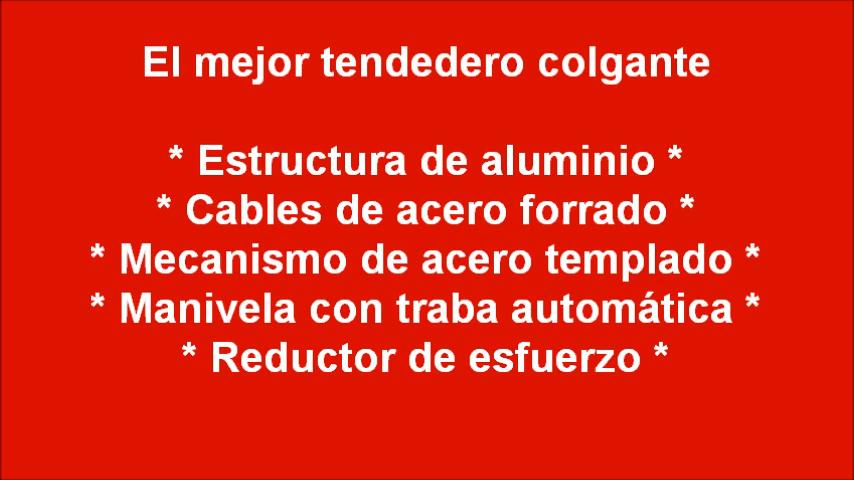 El mejor tendedero colgante
* Estructura de aluminio *
* Cables de acero forrado *
* Mecanismo de acero templado *
* Manivela con traba automática *
* Reductor de esfuerzo *